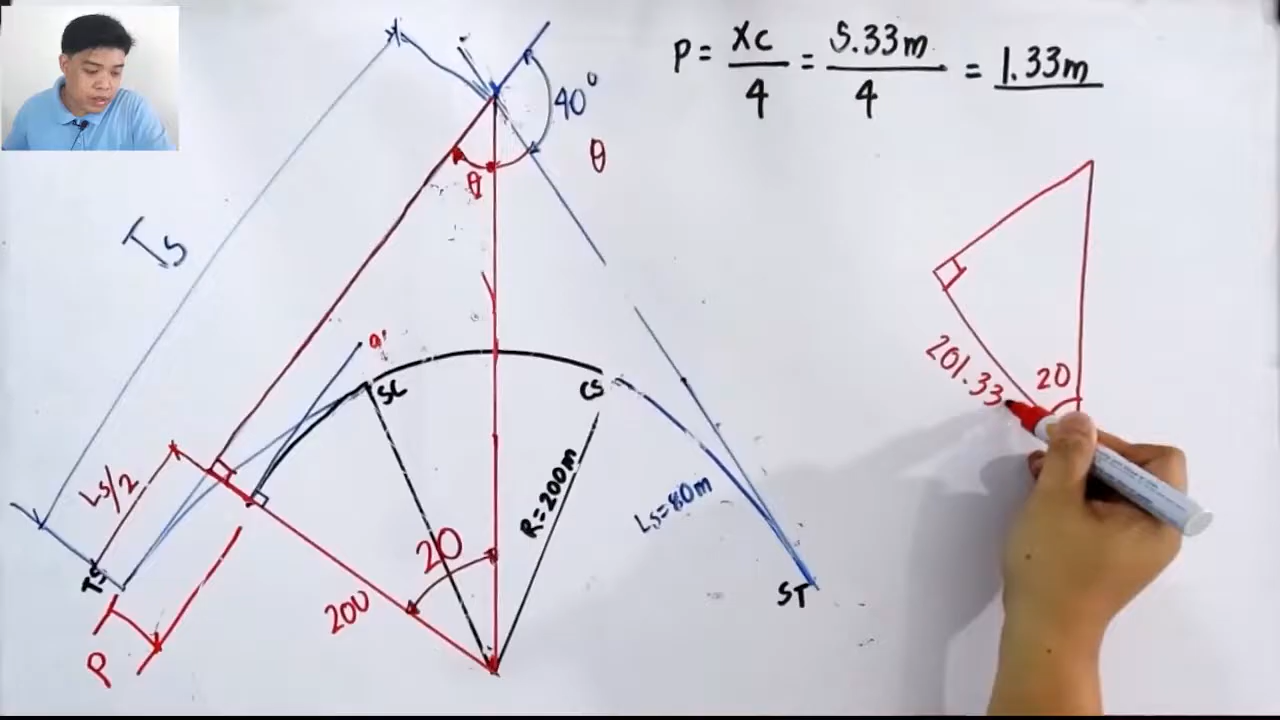 P = Xc / 4 = 5.33m / 4 = 1.33m
40°
θ
θ
Ts
a'
SC
CS
Ls/2
R=200m
Ls=80m
20
TS
200
ST
P
201.33
20